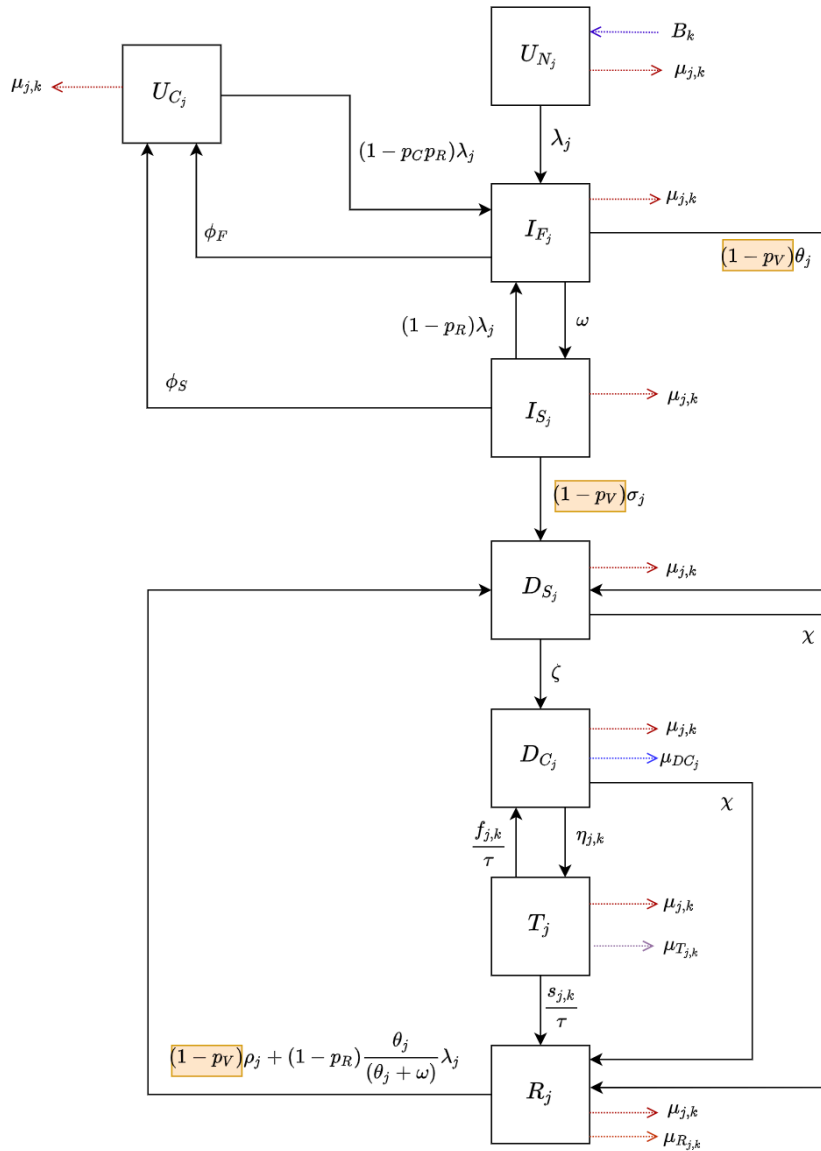 B_k
U_{N_j}
μ_{j,k}
μ_{j,k}
U_{C_j}
λ_j
(1 − p_C p_R)λ_j
μ_{j,k}
I_{F_j}
ϕ_F
(1 − p_V)θ_j
(1 − p_R)λ_j
ω
ϕ_S
μ_{j,k}
I_{S_j}
(1 − p_V)σ_j
μ_{j,k}
D_{S_j}
χ
ζ
μ_{j,k}
D_{C_j}
μ_{DC_j}
χ
f_{j,k}/τ
η_{j,k}
μ_{j,k}
T_j
μ_{T_{j,k}}
s_{j,k}/τ
(1 − p_V)ρ_j + (1 − p_R) θ_j/(θ_j + ω) λ_j
R_j
μ_{j,k}
μ_{R_{j,k}}